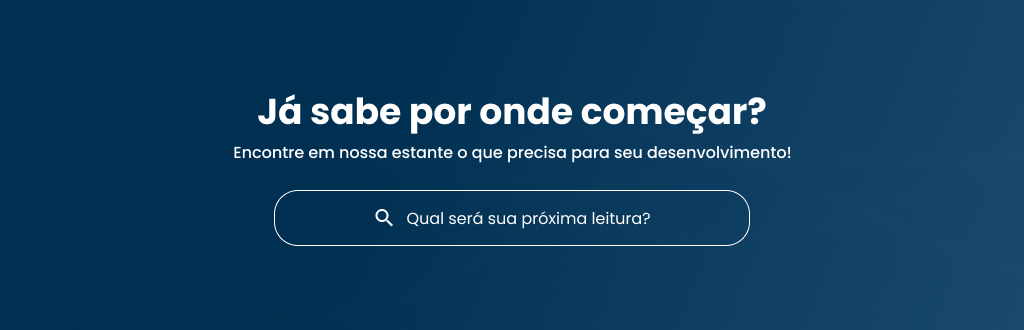 Já sabe por onde começar?
Encontre em nossa estante o que precisa para seu desenvolvimento!
Qual será sua próxima leitura?